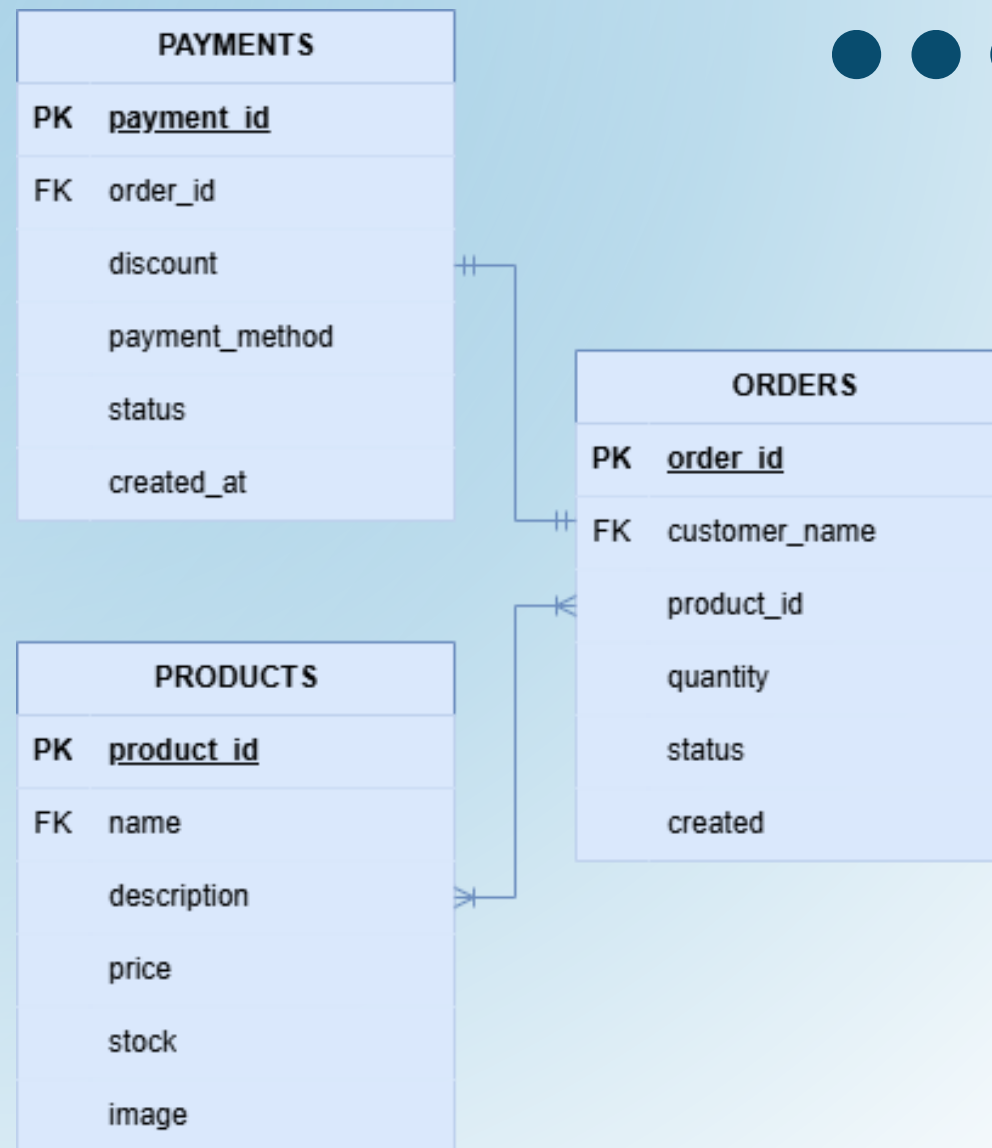 PAYMENTS
PK payment_id
FK order_id
discount
payment_method
status
created_at
ORDERS
PK order_id
FK customer_name
product_id
quantity
status
created
PRODUCTS
PK product_id
FK name
description
price
stock
image